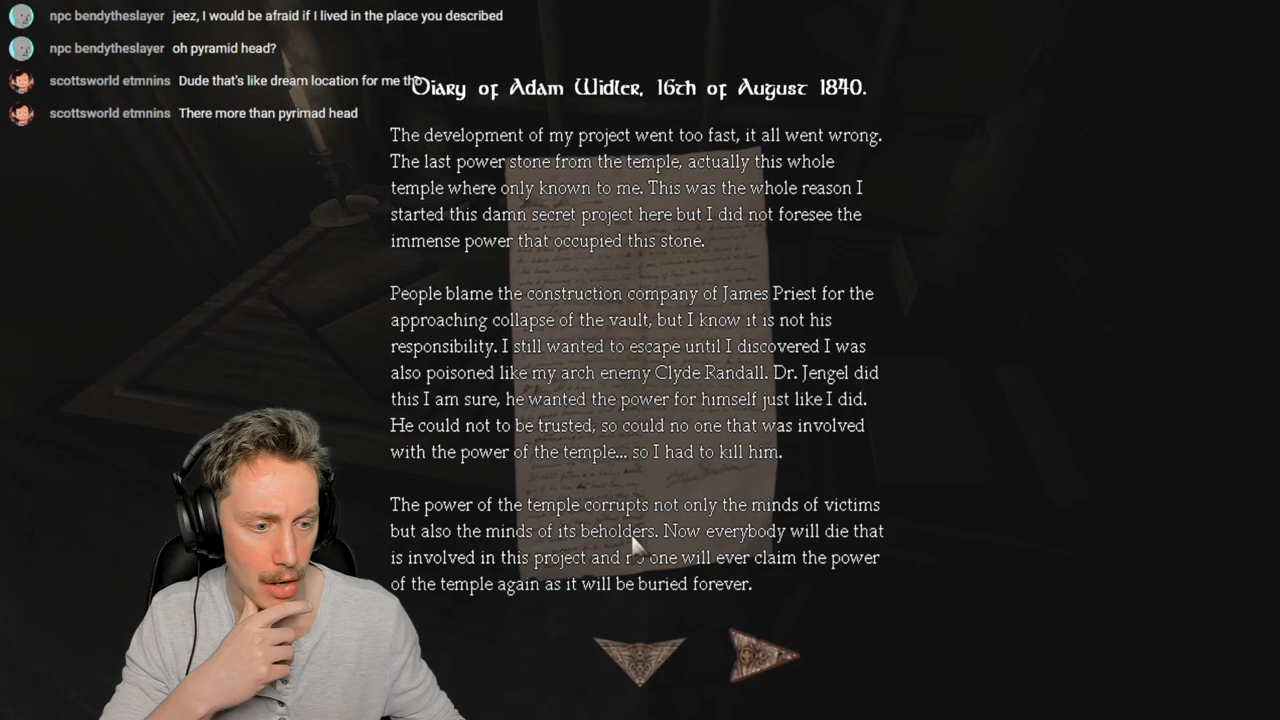 npc bendytheslayer jeez, I would be afraid if I lived in the place you described
npc bendytheslayer oh pyramid head?
scottsworld etmnins Dude that's like dream location for me tho
scottsworld etmnins There more than pyrimad head
Diary of Adam Widler, 16th of August 1840.
The development of my project went too fast, it all went wrong.
The last power stone from the temple, actually this whole
temple where only known to me. This was the whole reason I
started this damn secret project here but I did not foresee the
immense power that occupied this stone.
People blame the construction company of James Priest for the
approaching collapse of the vault, but I know it is not his
responsibility. I still wanted to escape until I discovered I was
also poisoned like my arch enemy Clyde Randall. Dr. Jengel did
this I am sure, he wanted the power for himself just like I did.
He could not to be trusted, so could no one that was involved
with the power of the temple... so I had to kill him.
The power of the temple corrupts not only the minds of victims
but also the minds of its beholders. Now everybody will die that
is involved in this project and no one will ever claim the power
of the temple again as it will be buried forever.